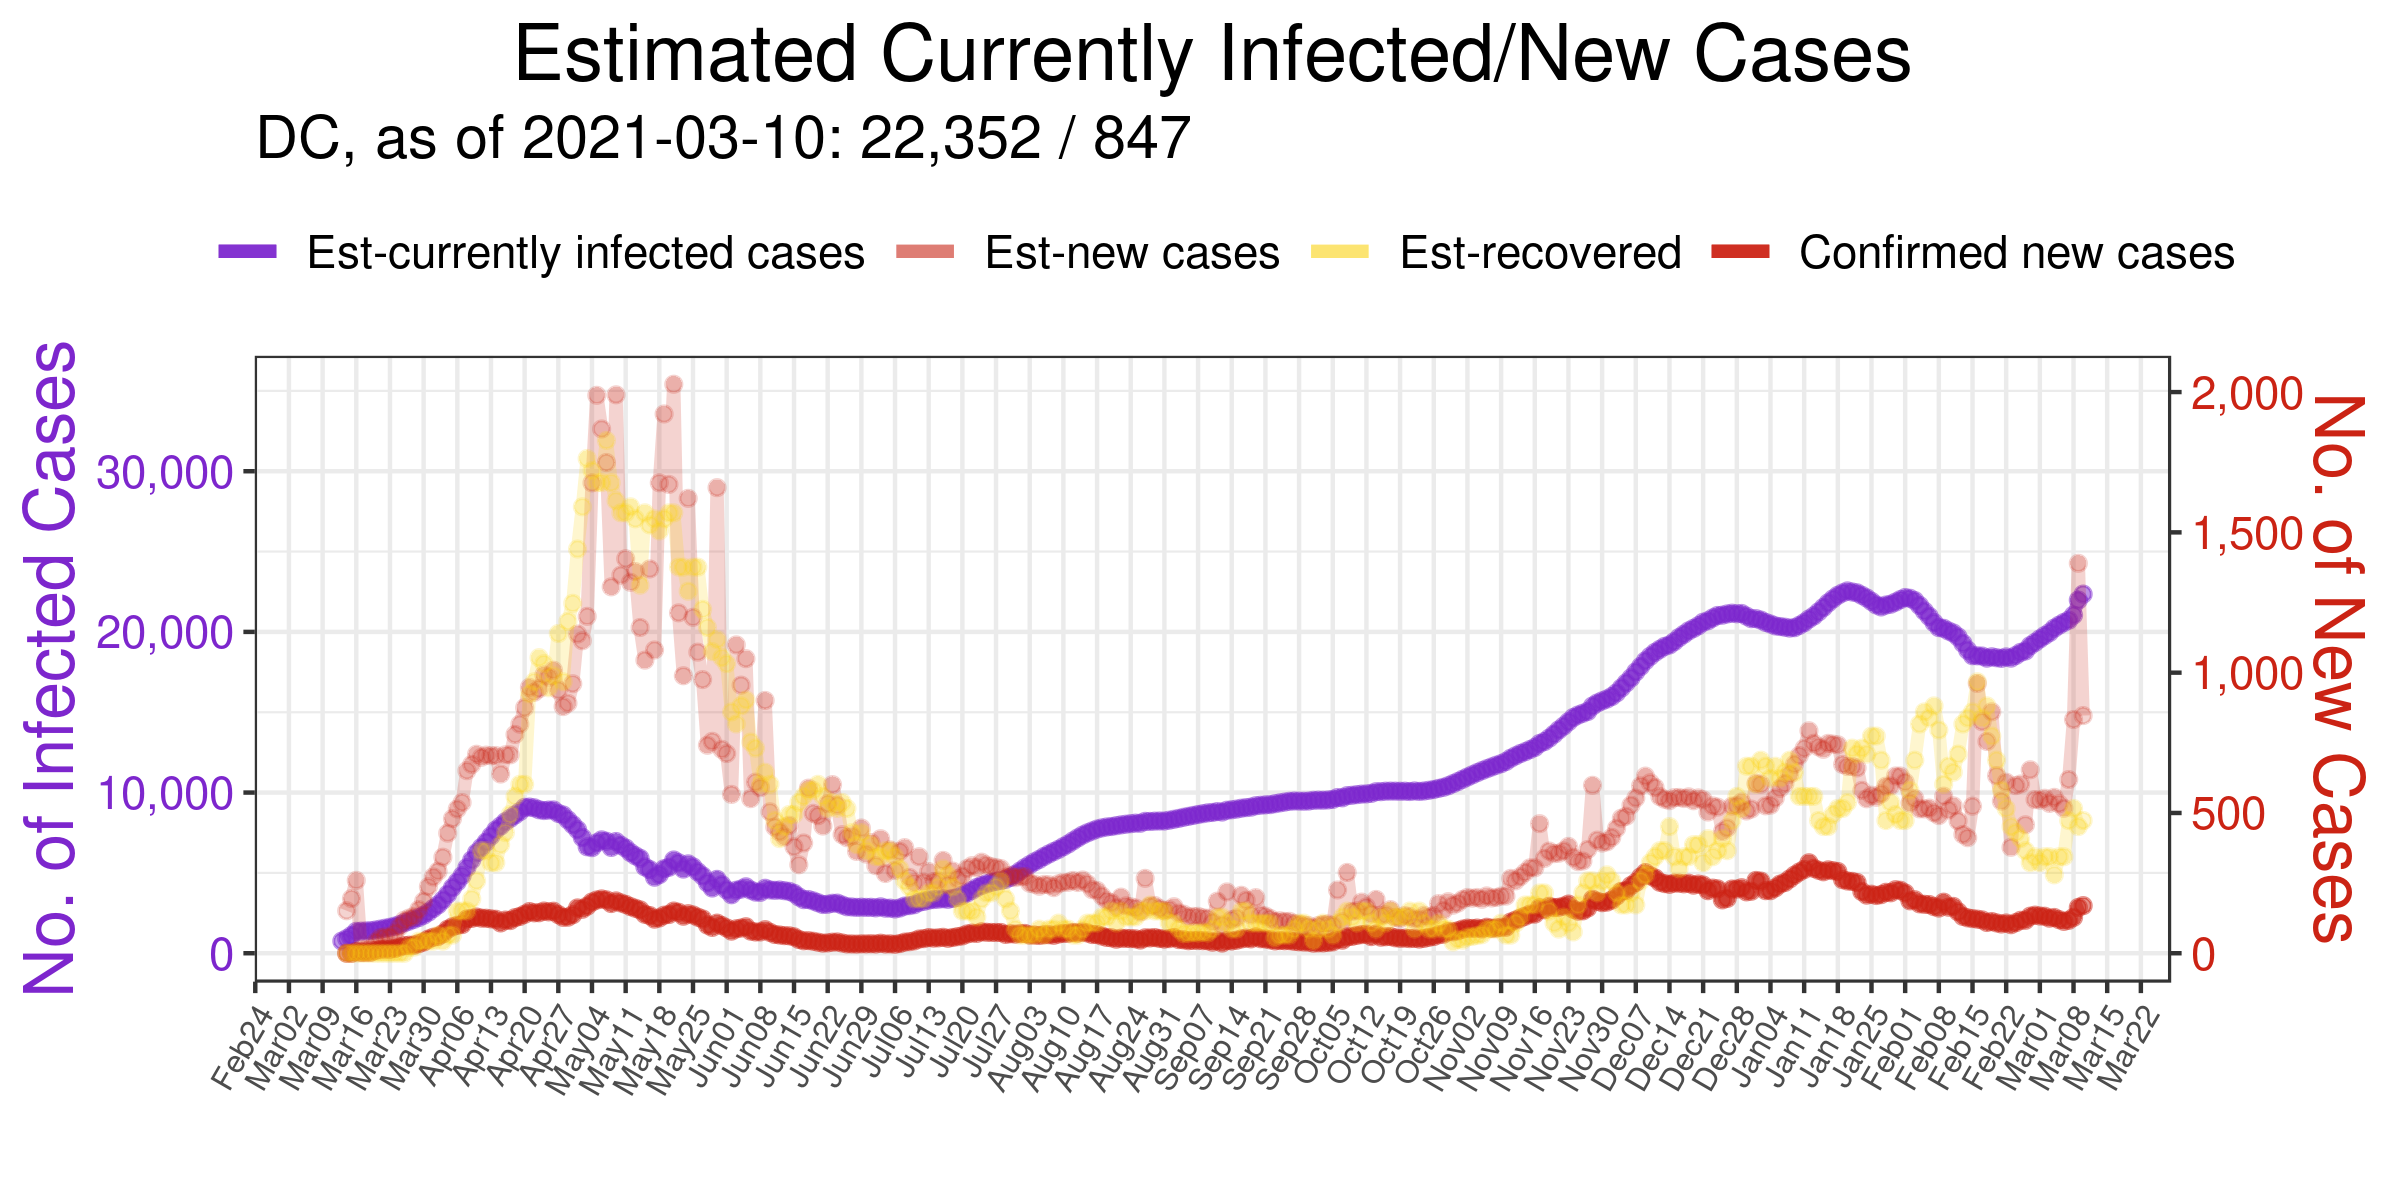 Estimated Currently Infected/New Cases
DC, as of 2021-03-10: 22,352 / 847
Est-currently infected cases Est-new cases Est-recovered Confirmed new cases
No. of Infected Cases
30,000
20,000
10,000
0
2,000
1,500
1,000
500
0
No. of New Cases
Feb24 Mar02 Mar09 Mar16 Mar23 Mar30 Apr06 Apr13 Apr20 Apr27 May04 May11 May18 May25 Jun01 Jun08 Jun15 Jun22 Jun29 Jul06 Jul13 Jul20 Jul27 Aug03 Aug10 Aug17 Aug24 Aug31 Sep07 Sep14 Sep21 Sep28 Oct05 Oct12 Oct19 Oct26 Nov02 Nov09 Nov16 Nov23 Nov30 Dec07 Dec14 Dec21 Dec28 Jan04 Jan11 Jan18 Jan25 Feb01 Feb08 Feb15 Feb22 Mar01 Mar08 Mar15 Mar22